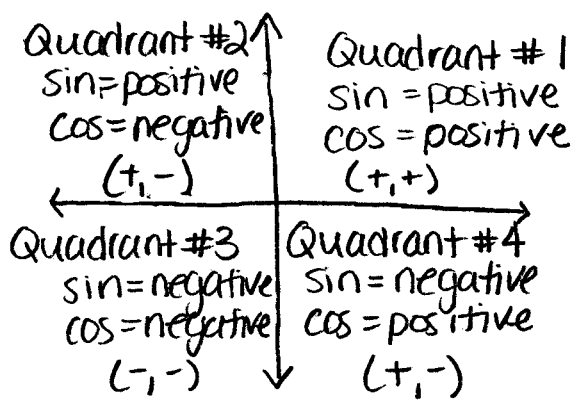 Quadrant #2
sin=positive
cos=negative
(+,-)
Quadrant #1
sin=positive
cos=positive
(+,+)
Quadrant #3
sin=negative
cos=negative
(-,-)
Quadrant #4
sin=negative
cos=positive
(+,-)